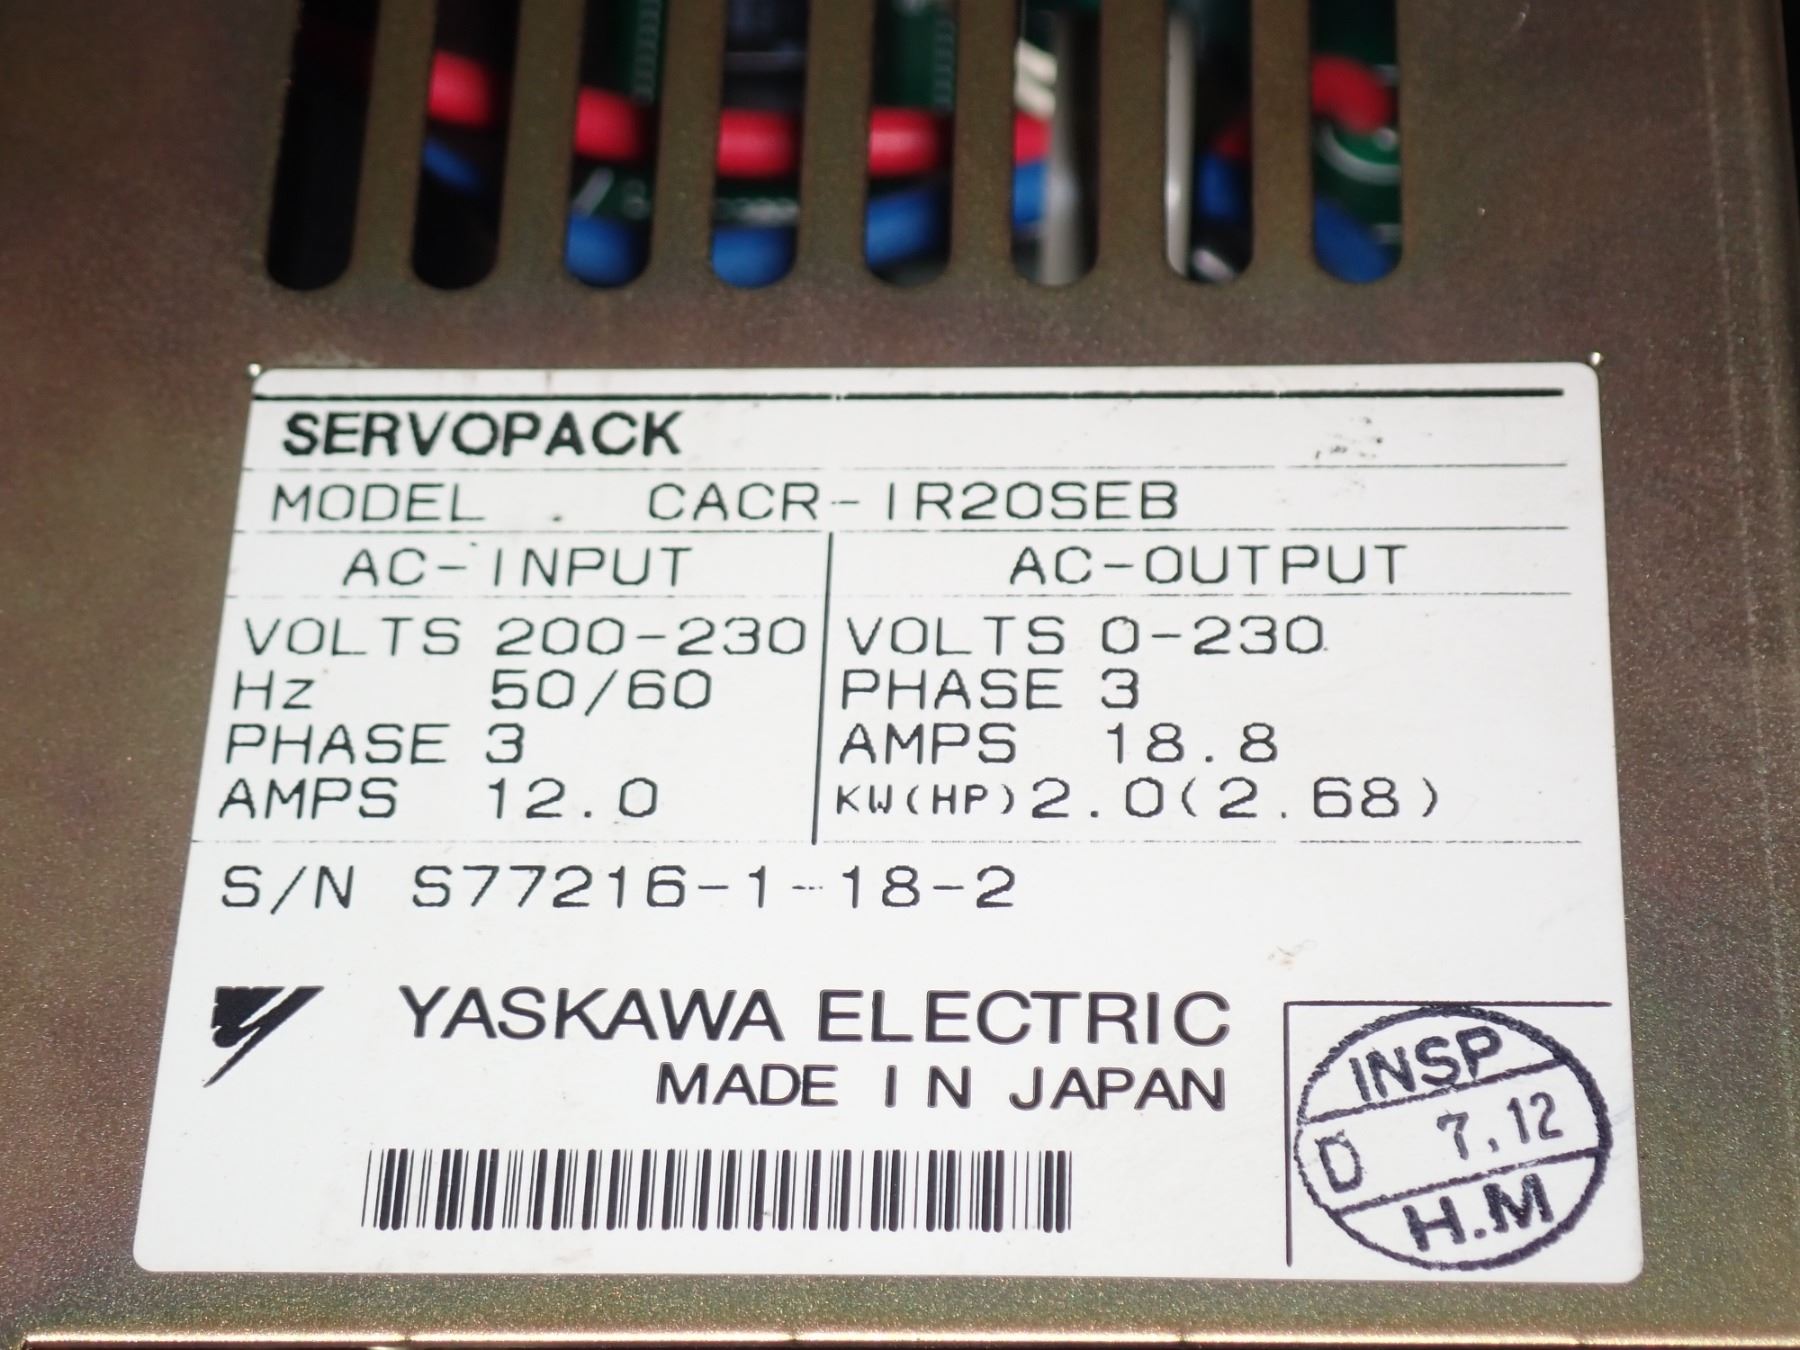 SERVOPACK
MODEL CACR-IR20SEB
AC-INPUT AC-OUTPUT
VOLTS 200-230 VOLTS 0-230
Hz 50/60 PHASE 3
PHASE 3 AMPS 18.8
AMPS 12.0 KW(HP)2.0(2.68)
S/N S77216-1-18-2
YASKAWA ELECTRIC
MADE IN JAPAN
INSP
D 7.12
H.M